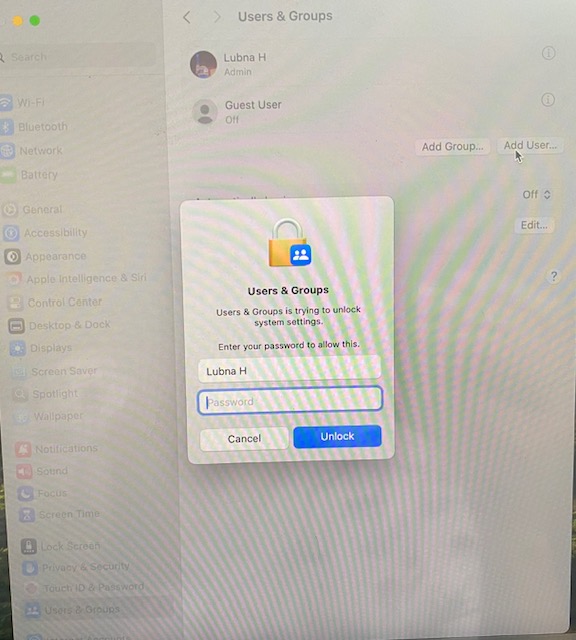 Users & Groups
Search
Lubna H
Admin
Guest User
Off
Add Group...
Add User...
Off
Edit...
?
Wi-Fi
Bluetooth
Network
Battery
General
Accessibility
Appearance
Apple Intelligence & Siri
Control Center
Desktop & Dock
Displays
Screen Saver
Spotlight
Wallpaper
Notifications
Sound
Focus
Screen Time
Lock Screen
Privacy & Security
Touch ID & Password
Users & Groups
Users & Groups
Users & Groups is trying to unlock
system settings.
Enter your password to allow this.
Lubna H
Password
Cancel
Unlock